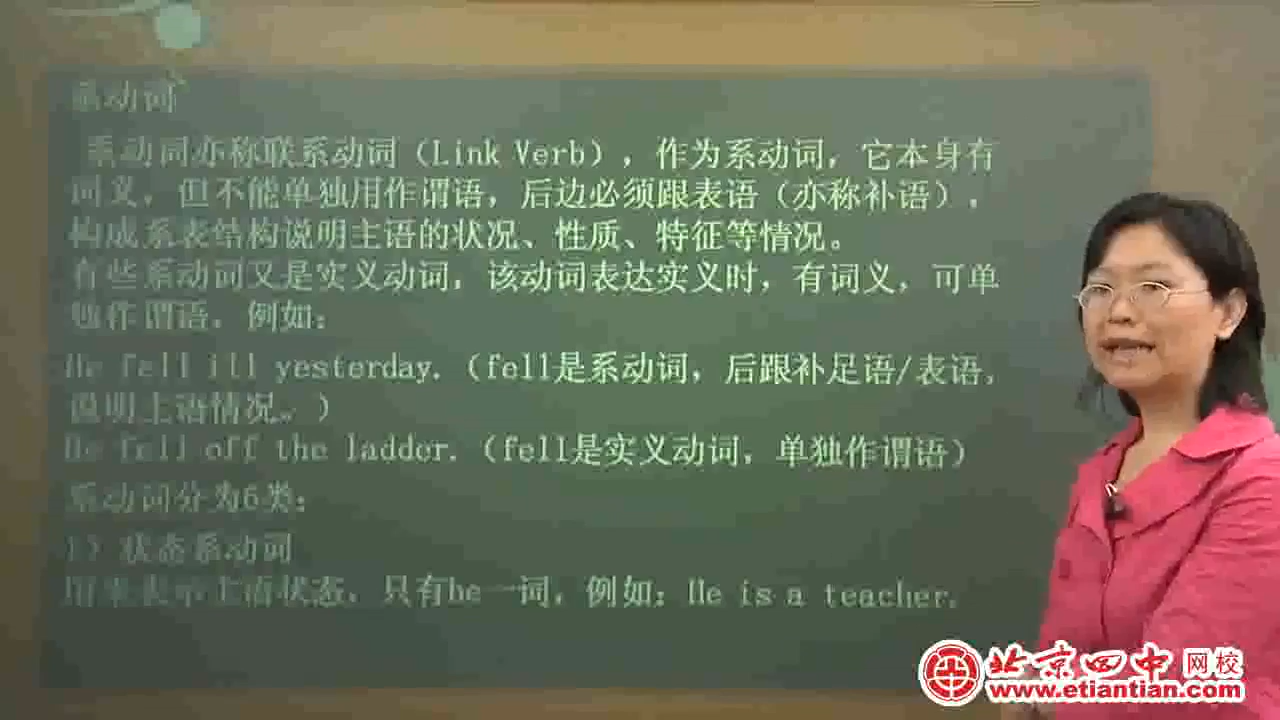 系动词
系动词亦称联系动词（Link Verb），作为系动词，它本身有
词义，但不能单独用作谓语，后边必须跟表语（亦称补语），
构成系表结构说明主语的状况、性质、特征等情况。
有些系动词又是实义动词，该动词表达实义时，有词义，可单
独作谓语，例如：
He fell ill yesterday.（fell是系动词，后跟补足语/表语，
说明主语情况。）
He fell off the ladder.（fell是实义动词，单独作谓语）
系动词分为6类：
1）状态系动词
用来表示主语状态，只有be一词，例如：He is a teacher.
北京四中网校
www.etiantian.com